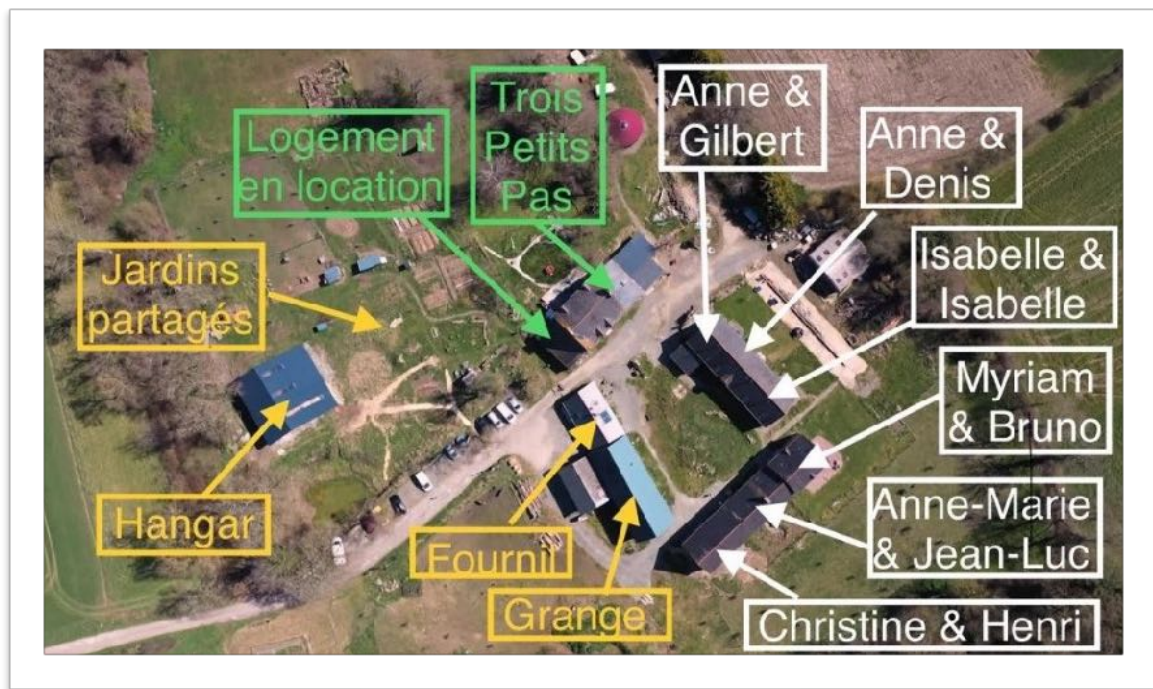 Trois
Petits
Pas
Logement
en location
Anne &
Gilbert
Anne &
Denis
Jardins
partagés
Isabelle &
Isabelle
Myriam
& Bruno
Hangar
Fournil
Grange
Anne-Marie
& Jean-Luc
Christine & Henri